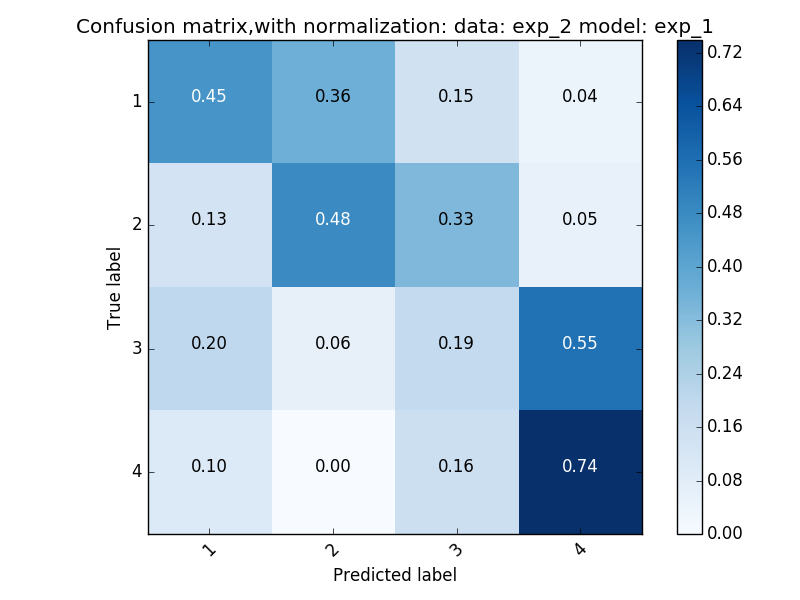 Confusion matrix,with normalization: data: exp_2 model: exp_1
True label
1 0.45 0.36 0.15 0.04
2 0.13 0.48 0.33 0.05
3 0.20 0.06 0.19 0.55
4 0.10 0.00 0.16 0.74
1 2 3 4
Predicted label
0.72
0.64
0.56
0.48
0.40
0.32
0.24
0.16
0.08
0.00